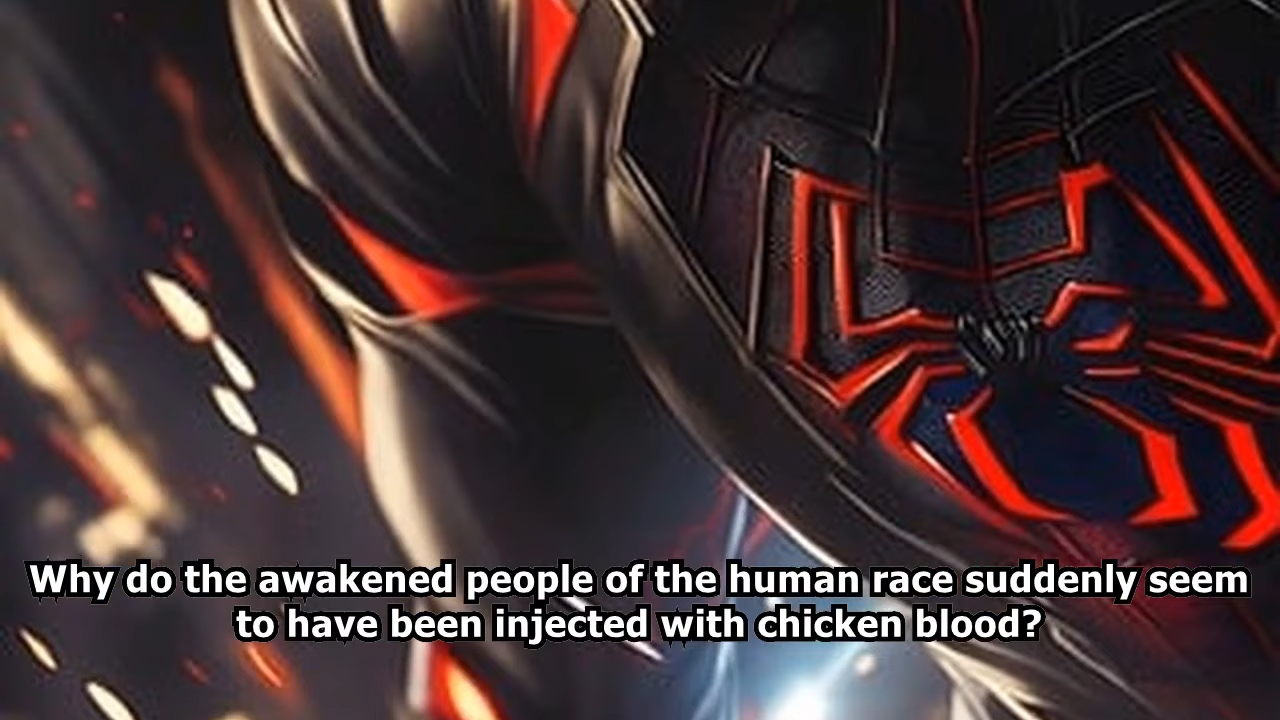 Why do the awakened people of the human race suddenly seem
to have been injected with chicken blood?